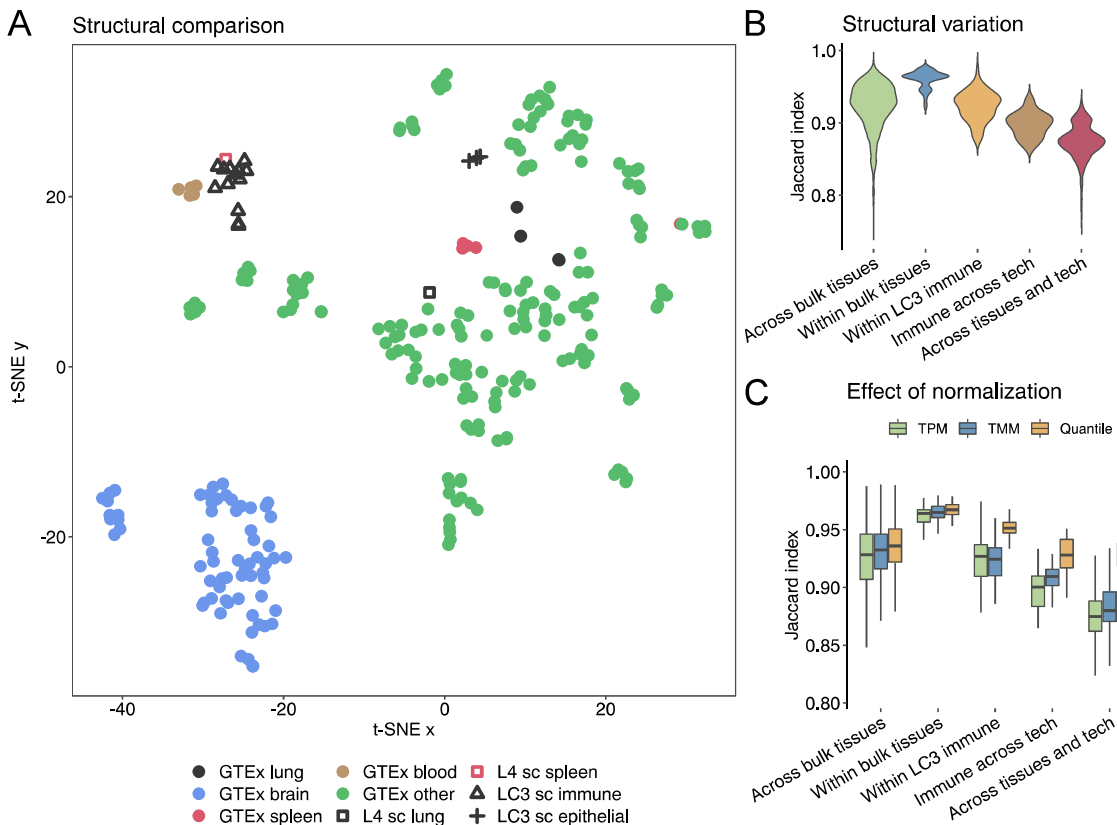 A
Structural comparison
t-SNE y
20
0
-20
-40
-20
0
20
t-SNE x
GTEx lung
GTEx brain
GTEx spleen
GTEx blood
GTEx other
L4 sc lung
L4 sc spleen
LC3 sc immune
LC3 sc epithelial
B
Structural variation
Jaccard index
1.0
0.9
0.8
Across bulk tissues
Within bulk tissues
Within LC3 immune
Immune across tech
Across tissues and tech
C
Effect of normalization
TPM
TMM
Quantile
Jaccard index
1.00
0.95
0.90
0.85
0.80
Across bulk tissues
Within bulk tissues
Within LC3 immune
Immune across tech
Across tissues and tech